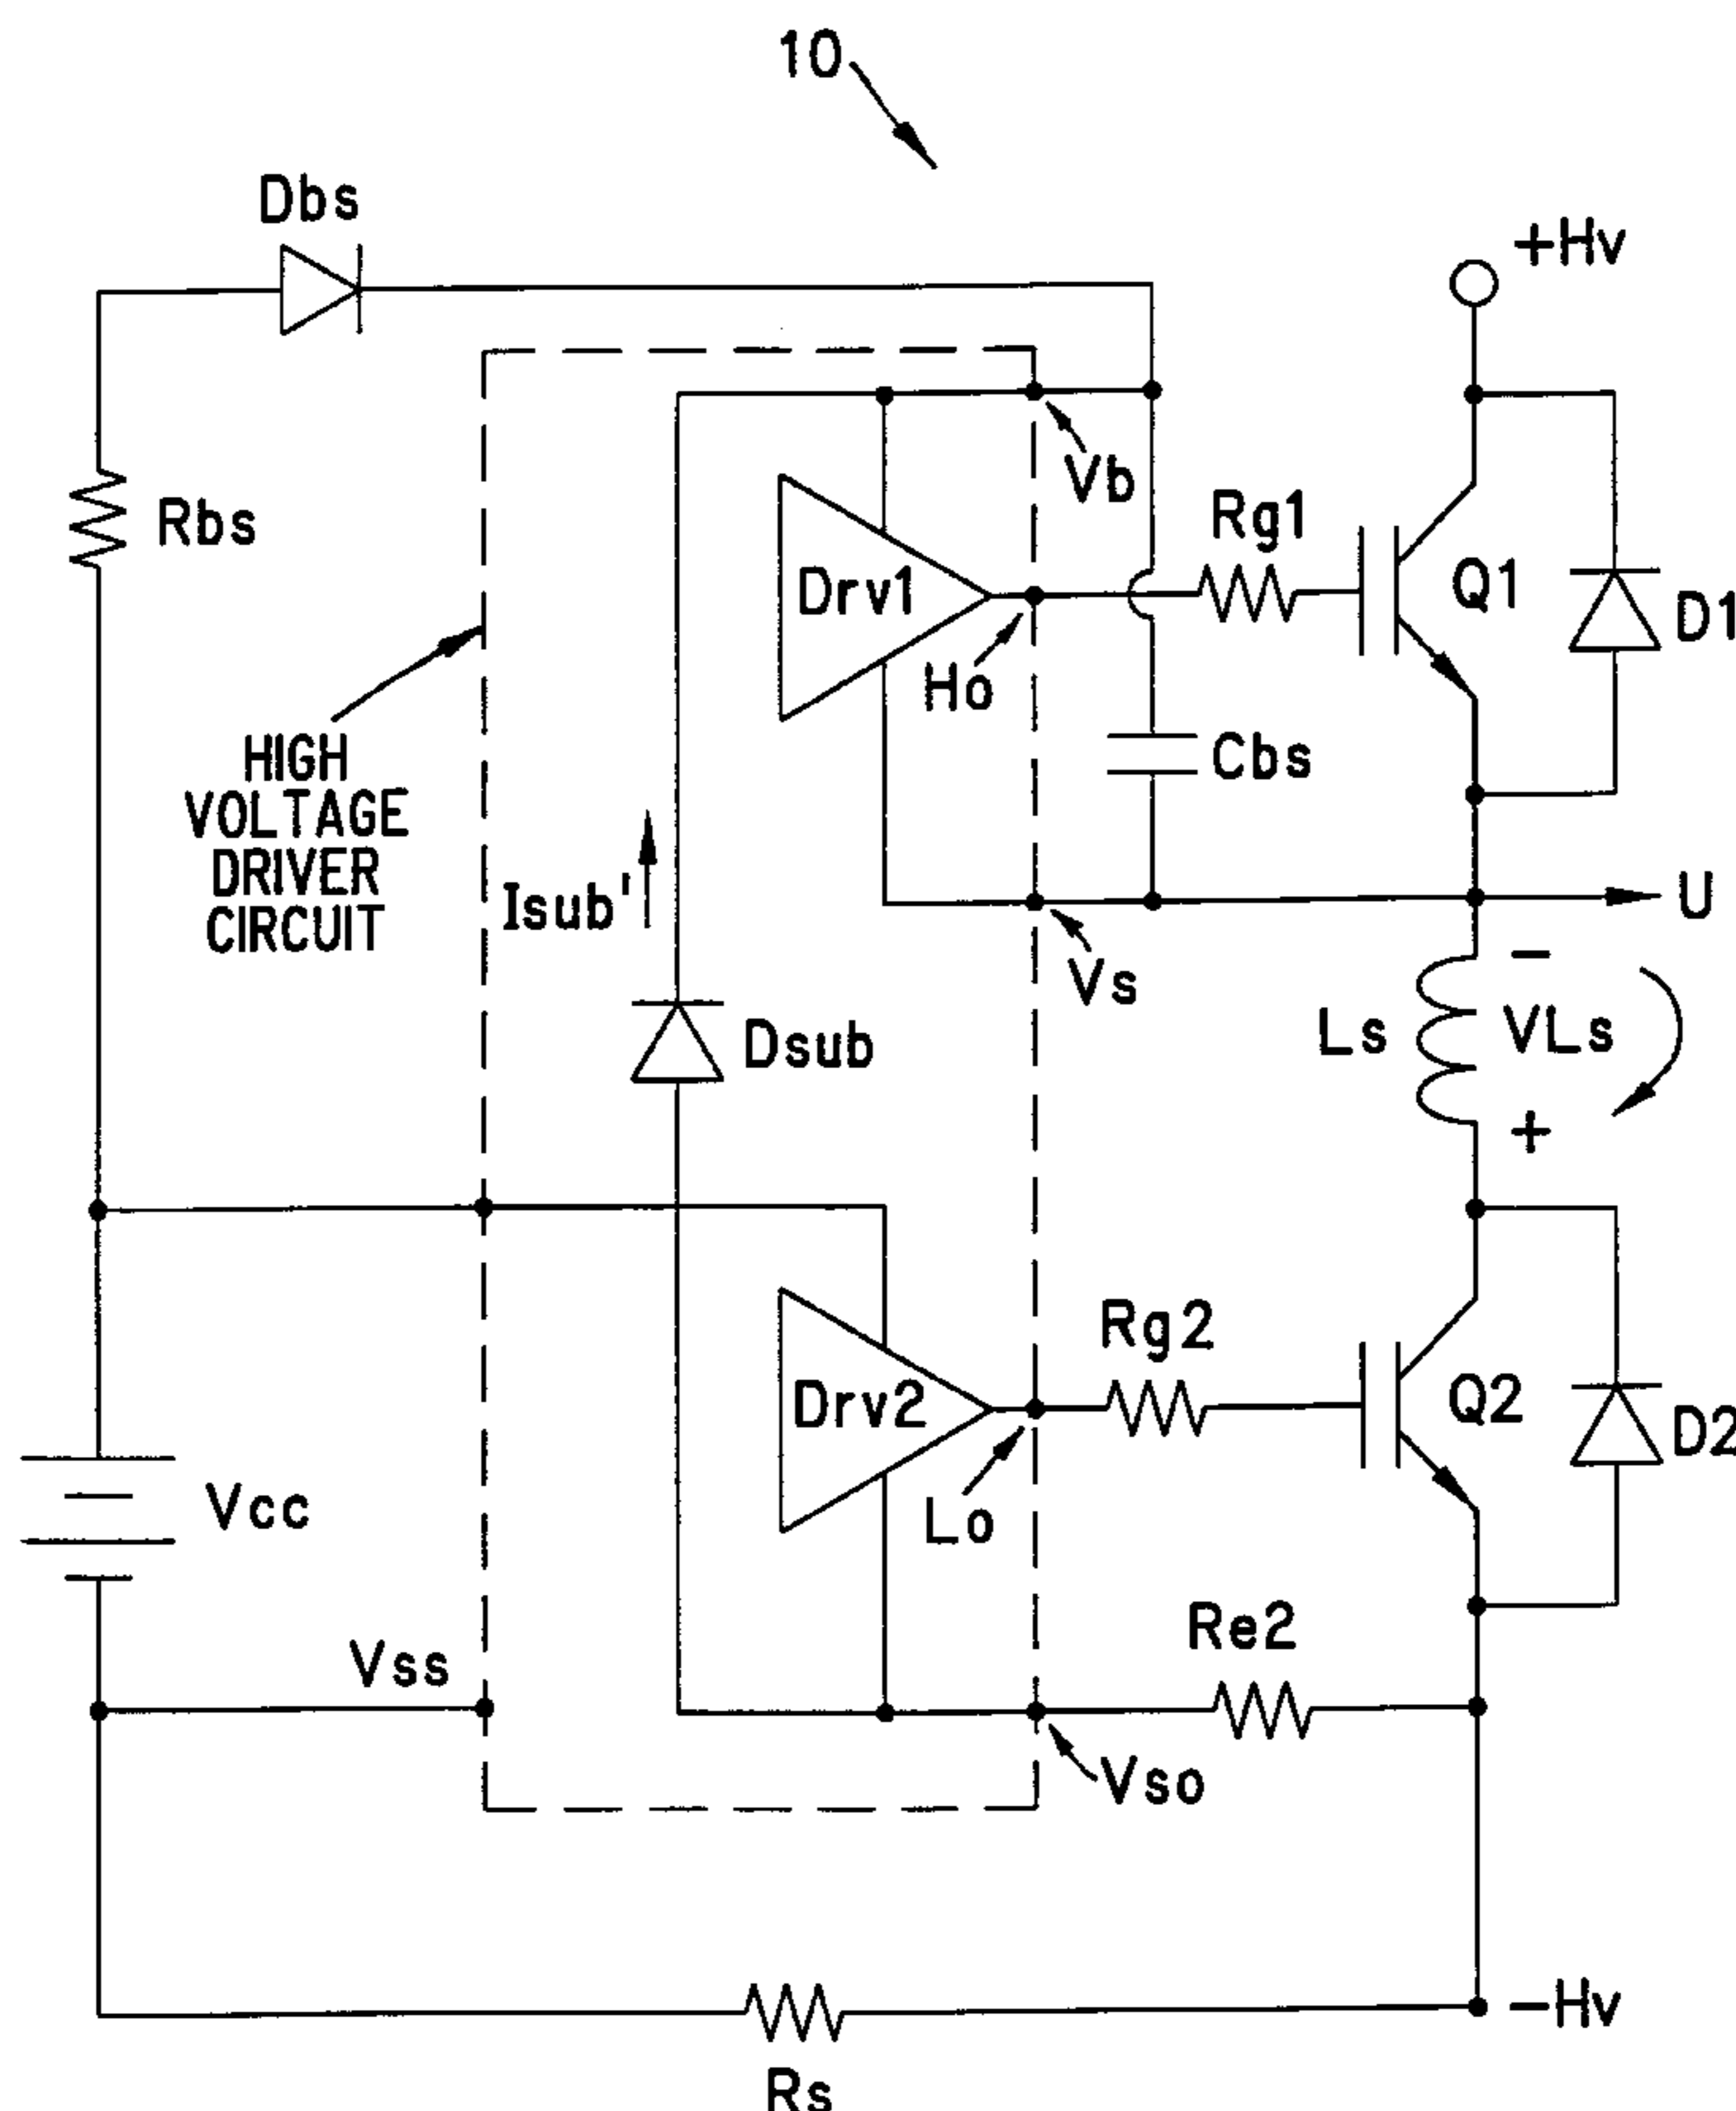 10
Dbs
+Hv
Vb
Rg1
Rbs
Drv1
Q1
D1
Ho
HIGH
VOLTAGE
DRIVER
CIRCUIT
Cbs
Isub'
U
Vs
−
Ls
VLs
Dsub
+
Rg2
Drv2
Q2
D2
Vcc
Lo
Re2
Vss
Vso
−Hv
Rs